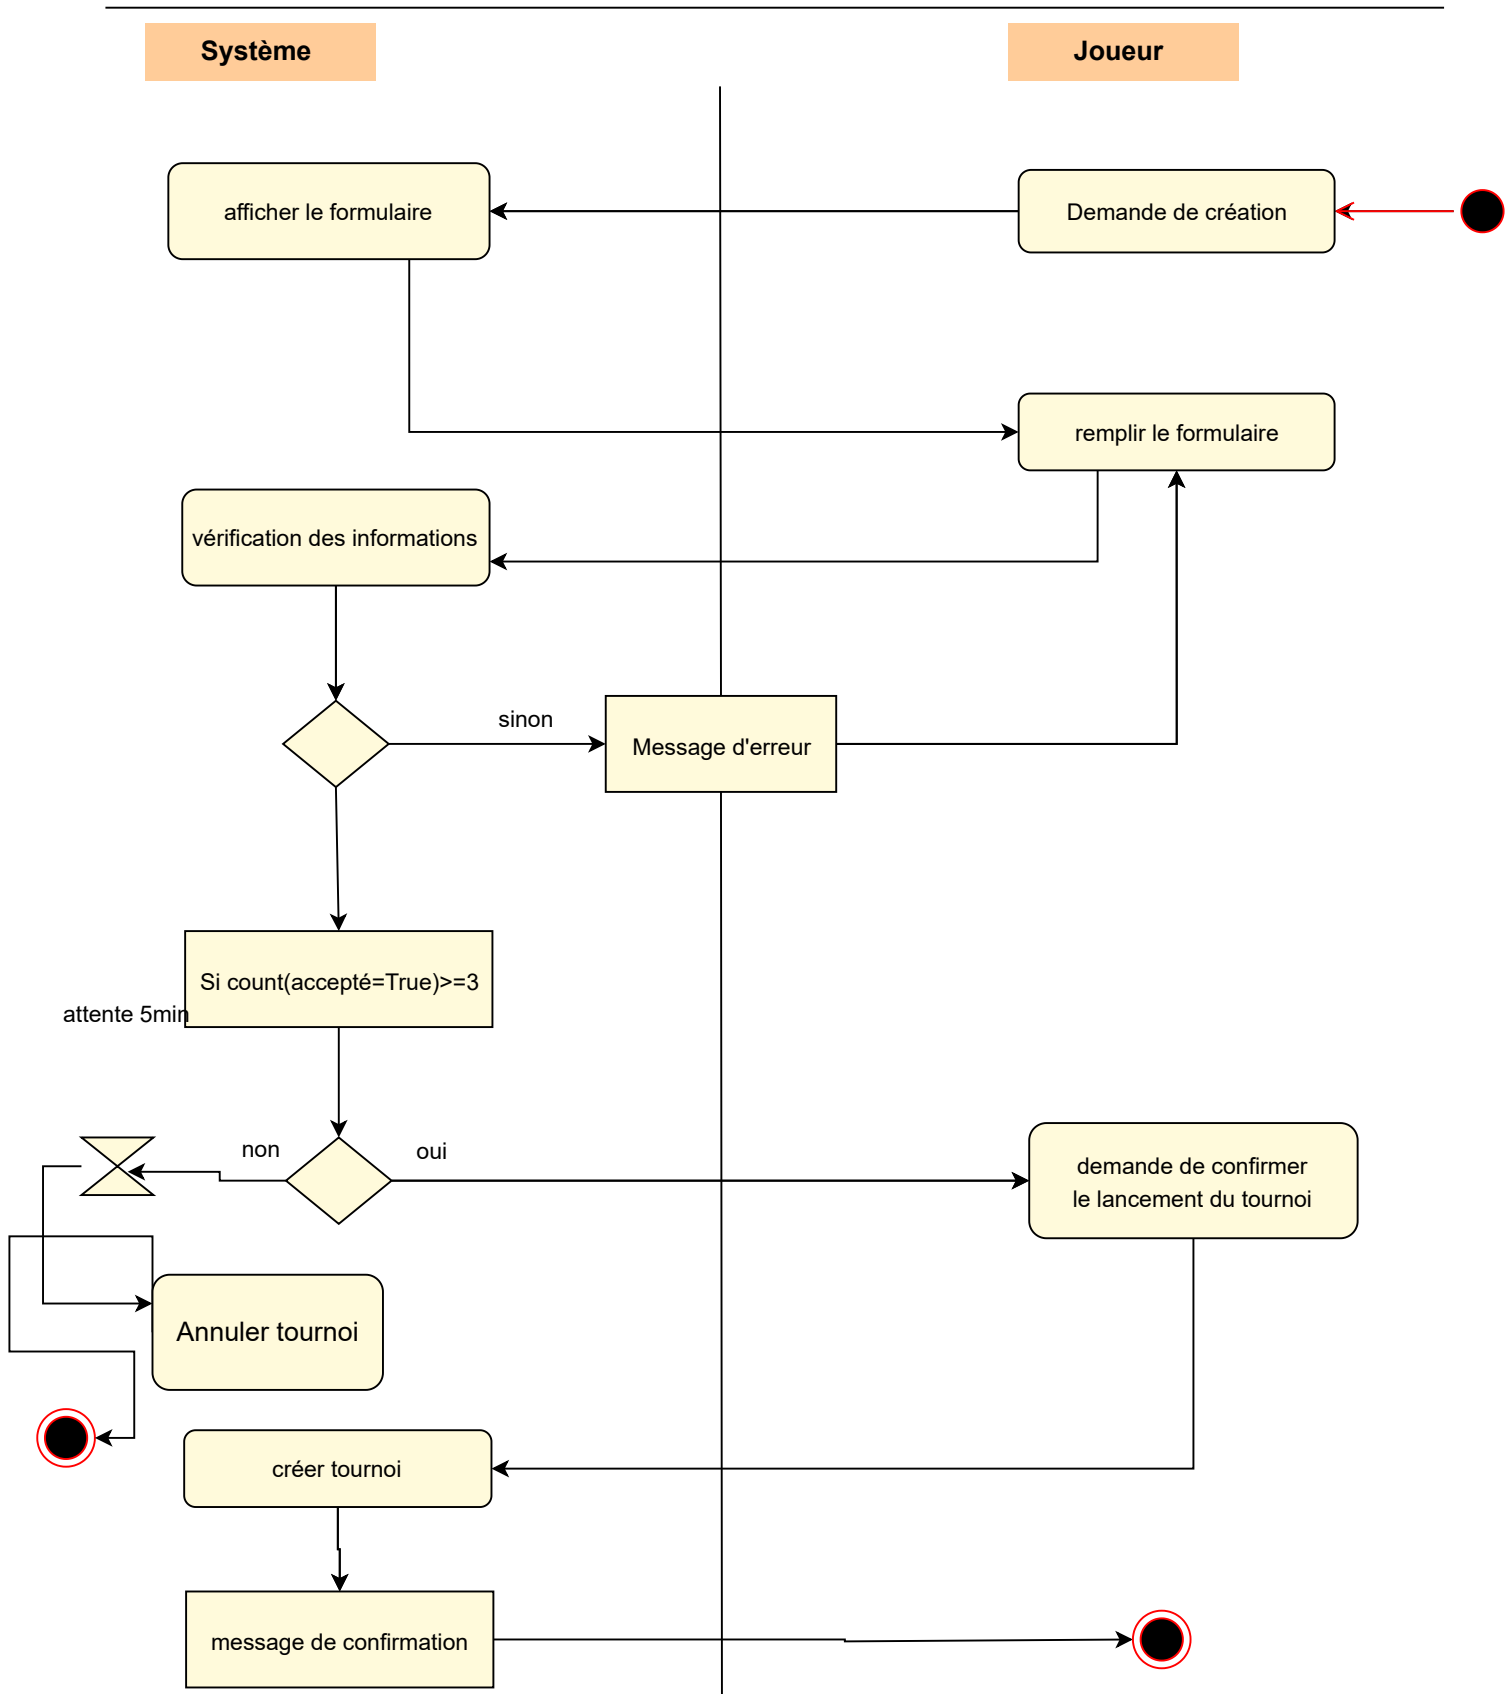 Système
Joueur
afficher le formulaire
Demande de création
remplir le formulaire
vérification des informations
sinon
Message d'erreur
Si count(accepté=True)>=3
attente 5min
non
oui
demande de confirmer
le lancement du tournoi
Annuler tournoi
créer tournoi
message de confirmation